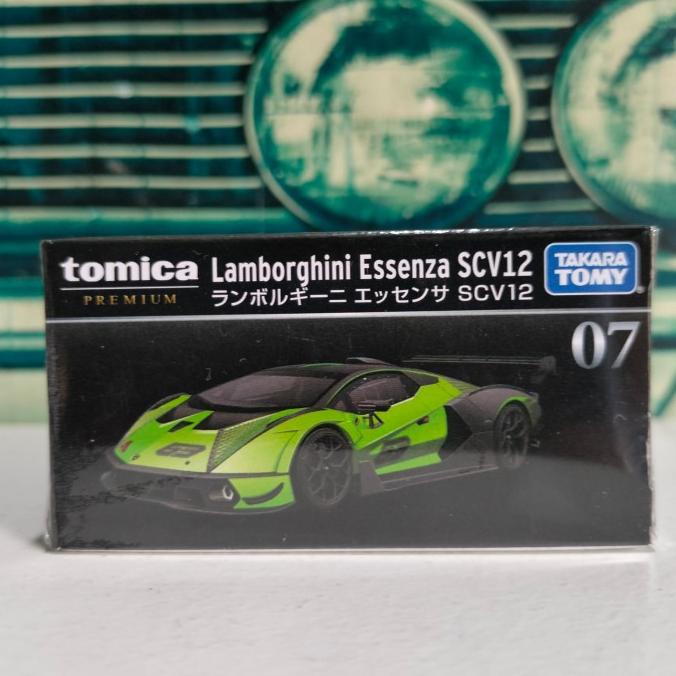 tomica
PREMIUM
Lamborghini Essenza SCV12
ランボルギーニ エッセンサ SCV12
TAKARA
TOMY
07
63